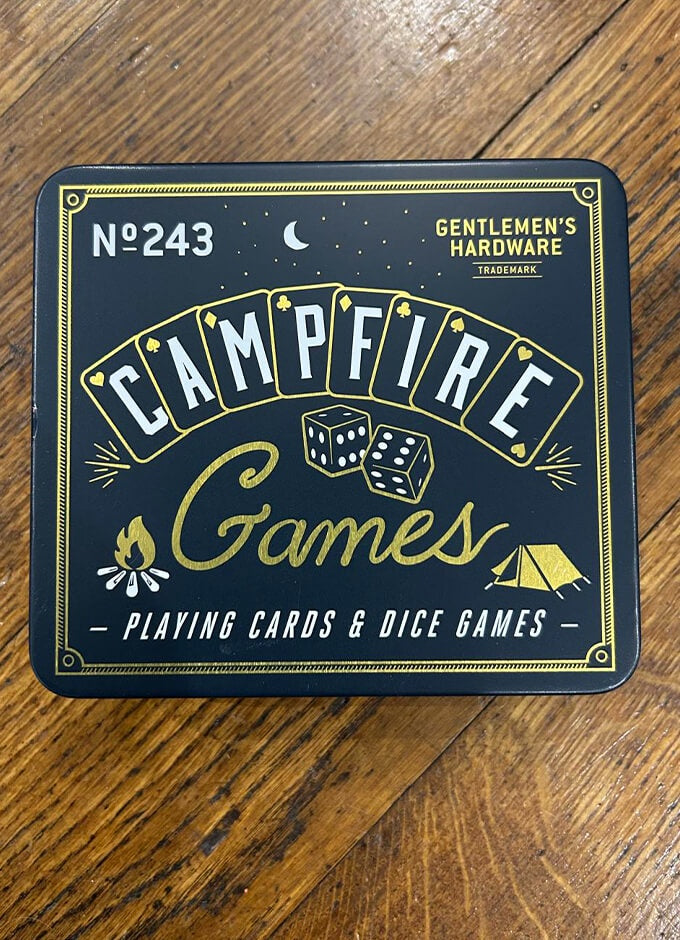 Nº243
GENTLEMEN'S
HARDWARE
TRADEMARK
CAMPFIRE
Games
– PLAYING CARDS & DICE GAMES –